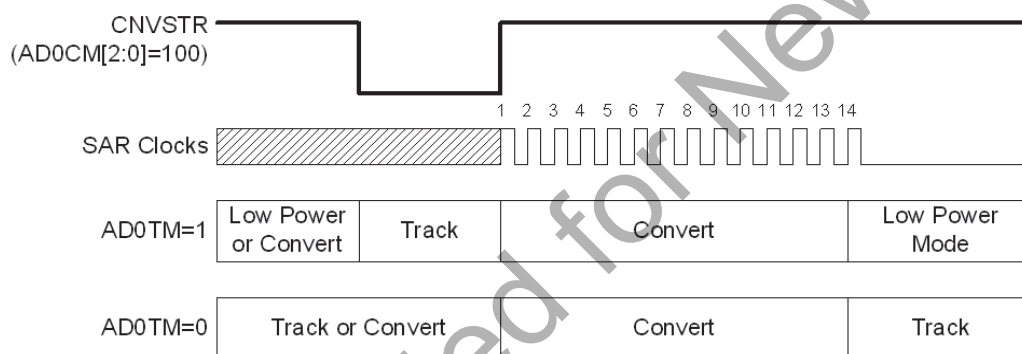 CNVSTR
(AD0CM[2:0]=100)
1 2 3 4 5 6 7 8 9 10 11 12 13 14
SAR Clocks
AD0TM=1
Low Power
or Convert
Track
Convert
Low Power
Mode
AD0TM=0
Track or Convert
Convert
Track
for